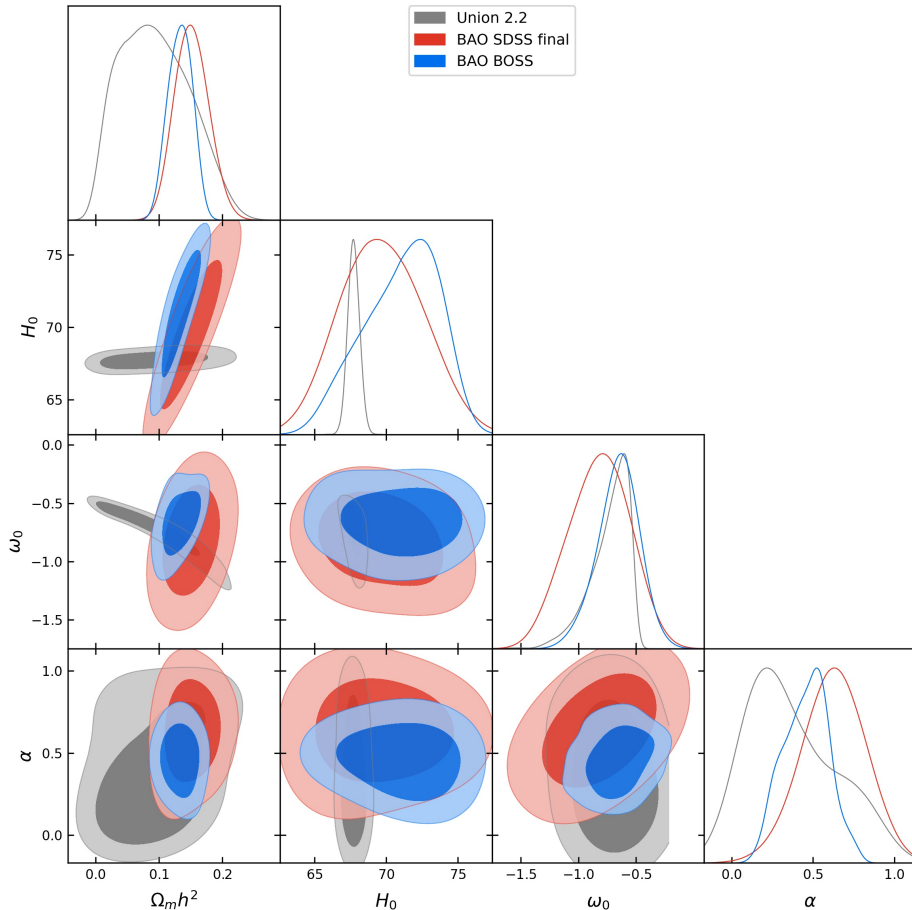 Union 2.2
BAO SDSS final
BAO BOSS
75
70
65
H₀
0.0
−0.5
−1.0
−1.5
ω₀
1.0
0.5
0.0
α
0.0 0.1 0.2
65 70 75
−1.5 −1.0 −0.5
0.0 0.5 1.0
Ωₘh²
H₀
ω₀
α